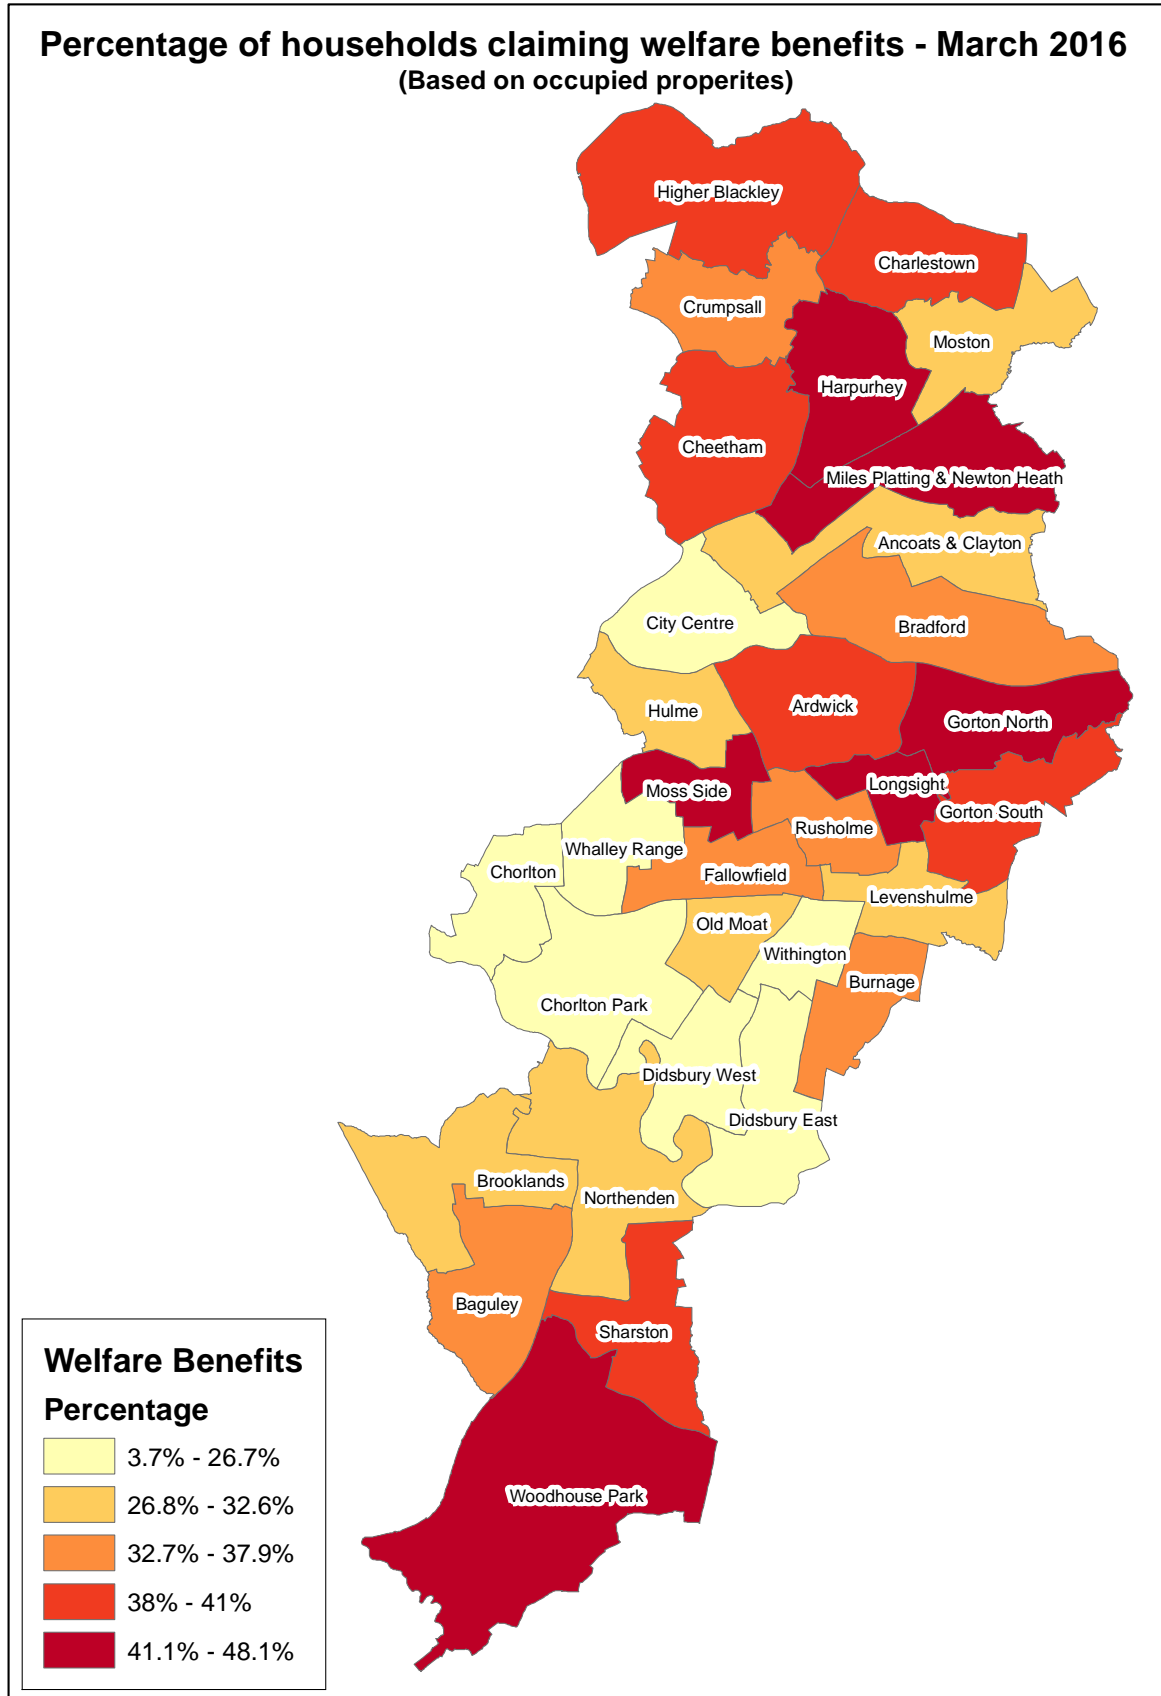 Percentage of households claiming welfare benefits - March 2016
(Based on occupied properites)
Higher Blackley
Charlestown
Crumpsall
Moston
Harpurhey
Cheetham
Miles Platting & Newton Heath
Ancoats & Clayton
City Centre
Bradford
Ardwick
Hulme
Gorton North
Longsight
Moss Side
Gorton South
Rusholme
Whalley Range
Chorlton
Fallowfield
Levenshulme
Old Moat
Withington
Burnage
Chorlton Park
Didsbury West
Didsbury East
Brooklands
Northenden
Baguley
Sharston
Woodhouse Park
Welfare Benefits
Percentage
3.7% - 26.7%
26.8% - 32.6%
32.7% - 37.9%
38% - 41%
41.1% - 48.1%